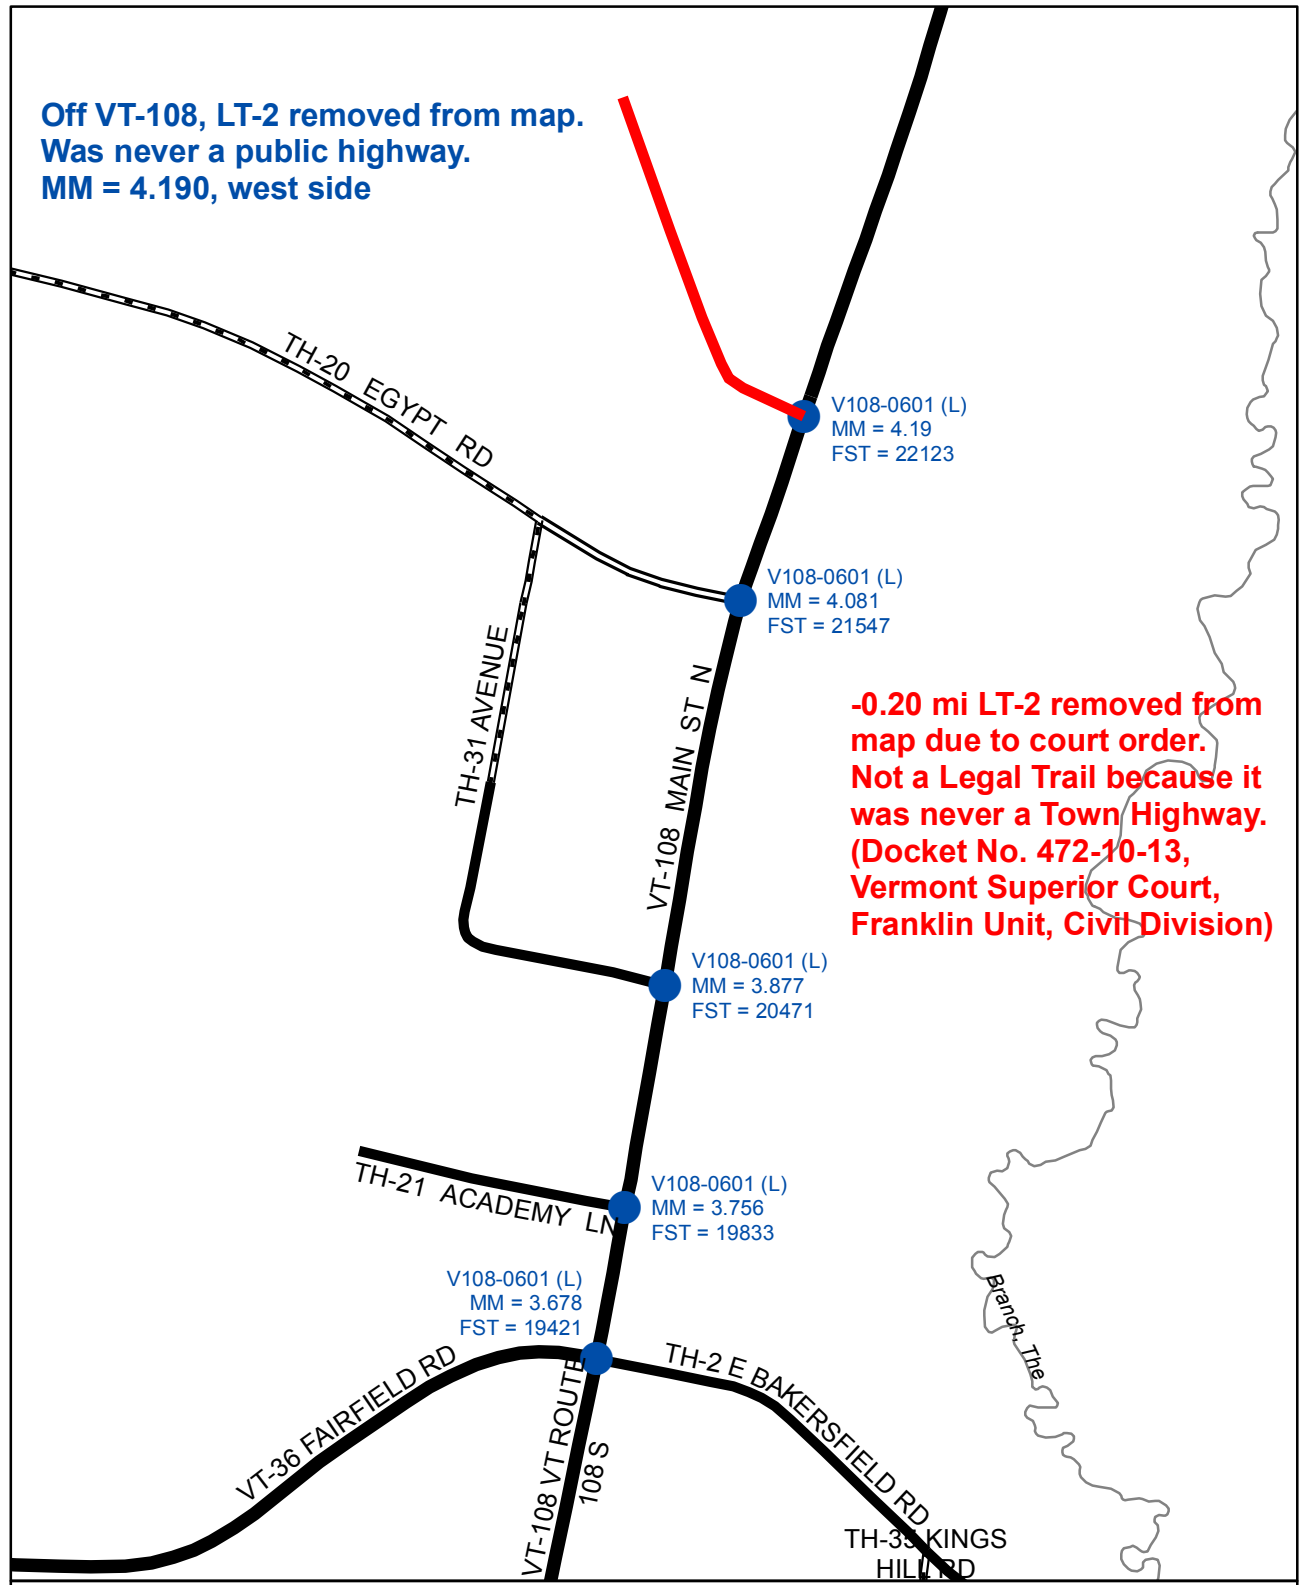 Off VT-108, LT-2 removed from map.
Was never a public highway.
MM = 4.190, west side
TH-20 EGYPT RD
V108-0601 (L)
MM = 4.19
FST = 22123
V108-0601 (L)
MM = 4.081
FST = 21547
TH-31 AVENUE
VT-108 MAIN ST N
-0.20 mi LT-2 removed from
map due to court order.
Not a Legal Trail because it
was never a Town Highway.
(Docket No. 472-10-13,
Vermont Superior Court,
Franklin Unit, Civil Division)
V108-0601 (L)
MM = 3.877
FST = 20471
TH-21 ACADEMY LN
V108-0601 (L)
MM = 3.756
FST = 19833
V108-0601 (L)
MM = 3.678
FST = 19421
Branch, The
VT-36 FAIRFIELD RD
VT-108 VT ROUTE
108 S
TH-2 E BAKERSFIELD RD
TH-35 KINGS
HILL RD